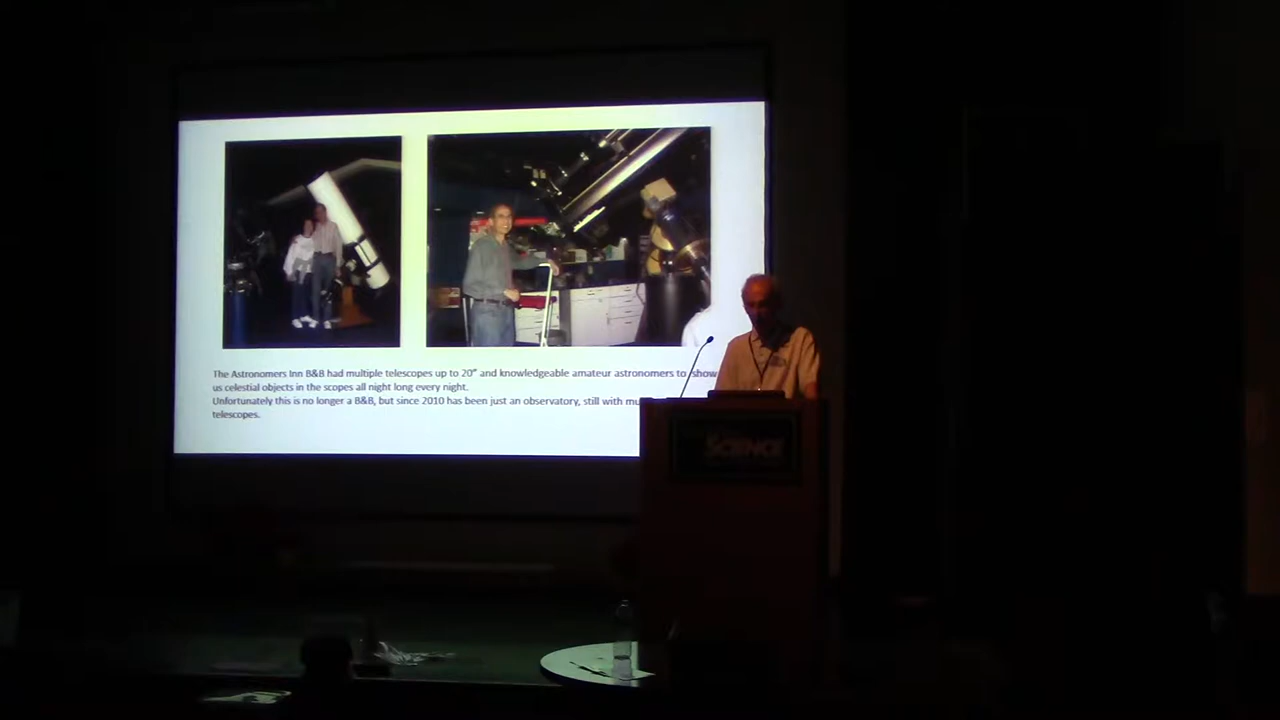 The Astronomers Inn B&B had multiple telescopes up to 20" and knowledgeable amateur astronomers to show
us celestial objects in the scopes all night long every night.
Unfortunately this is no longer a B&B, but since 2010 has been just an observatory, still with
telescopes.
SCIENCE